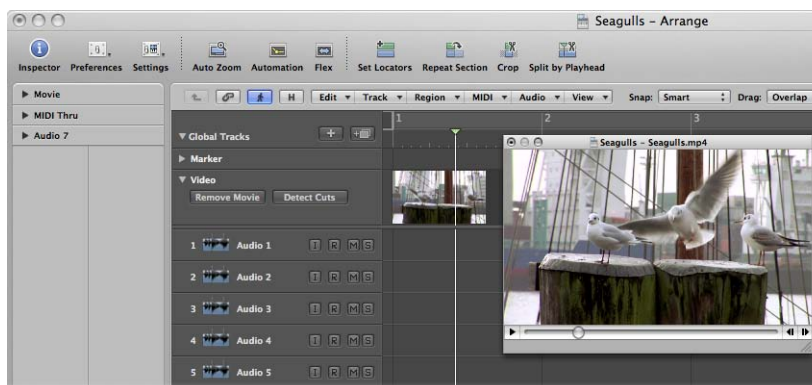 Seagulls – Arrange
Inspector Preferences Settings Auto Zoom Automation Flex Set Locators Repeat Section Crop Split by Playhead
Movie
MIDI Thru
Audio 7
H Edit Track Region MIDI Audio View Snap: Smart Drag: Overlap
1 2 3
Global Tracks
Marker
Video
Remove Movie Detect Cuts
1 Audio 1 I R M S
2 Audio 2 I R M S
3 Audio 3 I R M S
4 Audio 4 I R M S
5 Audio 5 I R M S
Seagulls – Seagulls.mp4